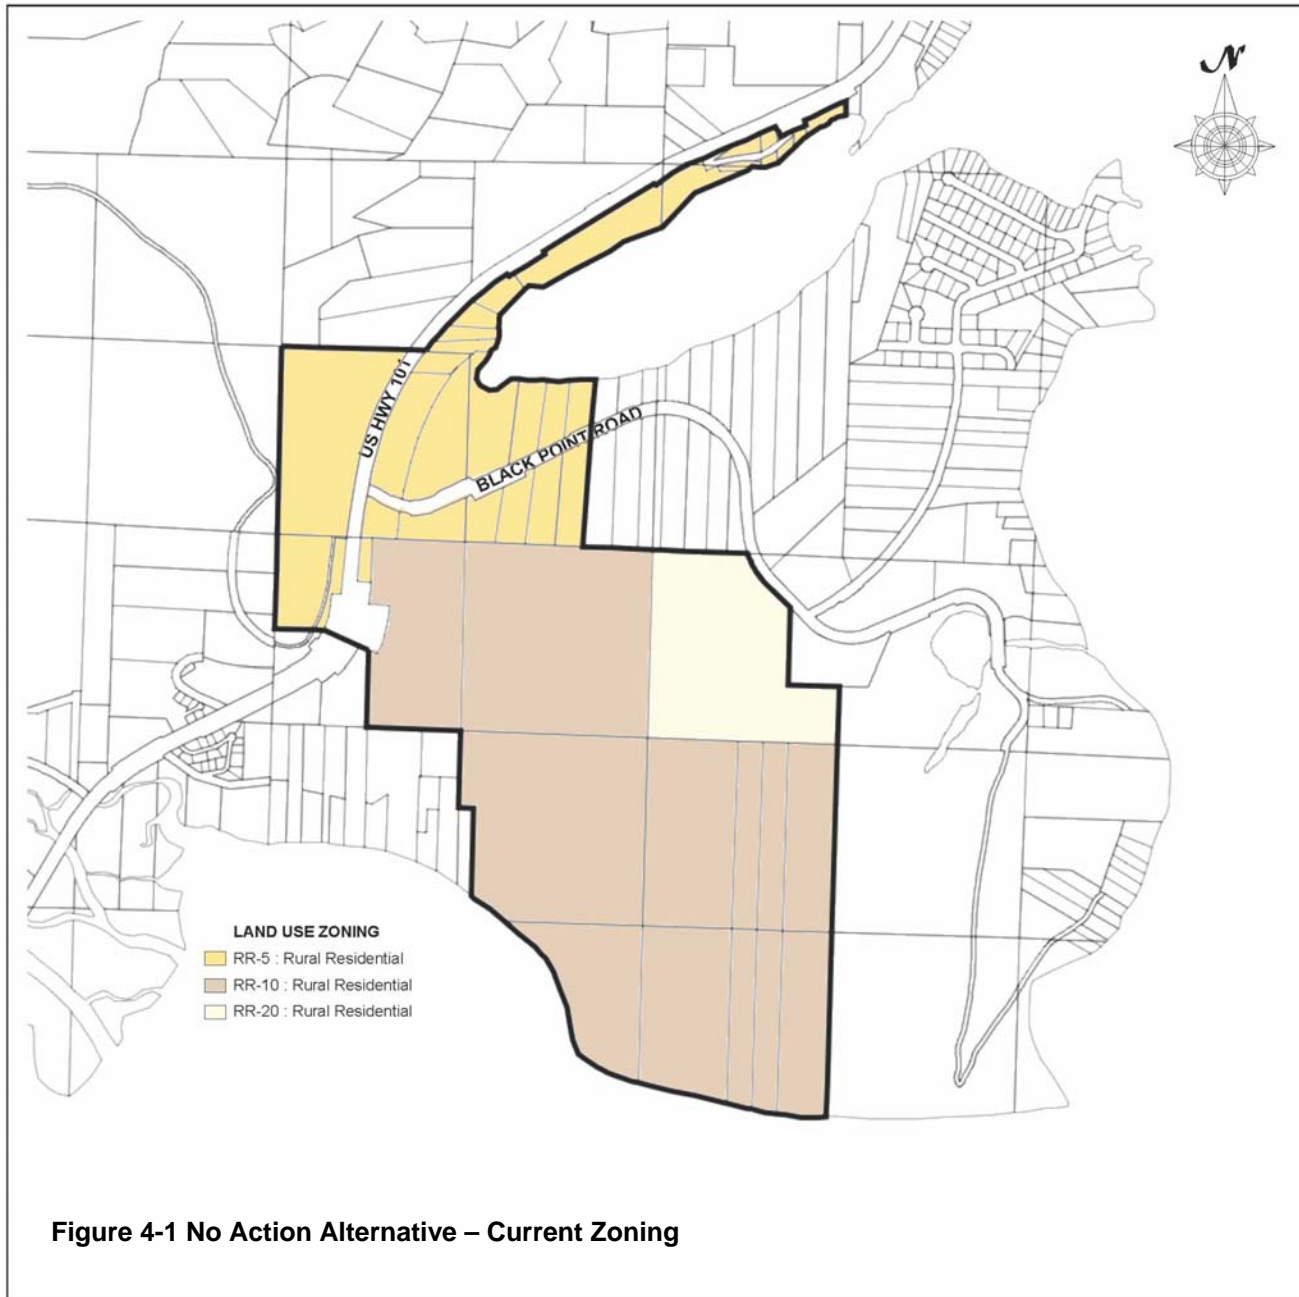 N
US HWY 101
BLACK POINT ROAD
LAND USE ZONING
RR-5 : Rural Residential
RR-10 : Rural Residential
RR-20 : Rural Residential
Figure 4-1 No Action Alternative – Current Zoning